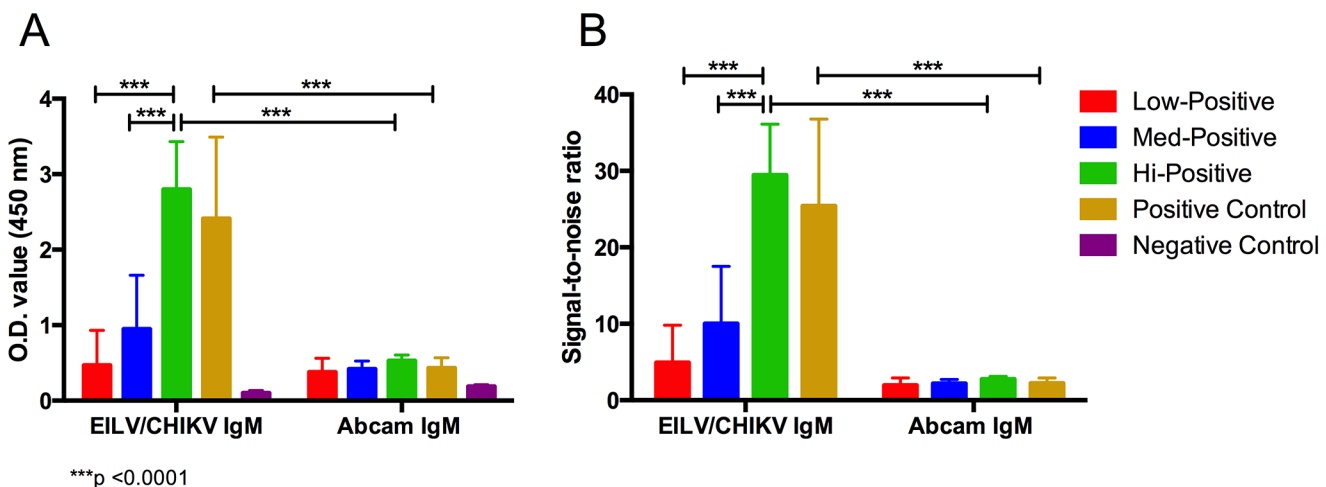 A
B
***
***
***
***
***
***
***
***
O.D. value (450 nm)
4
3
2
1
0
EILV/CHIKV IgM
Abcam IgM
Signal-to-noise ratio
40
30
20
10
0
EILV/CHIKV IgM
Abcam IgM
Low-Positive
Med-Positive
Hi-Positive
Positive Control
Negative Control
***p <0.0001